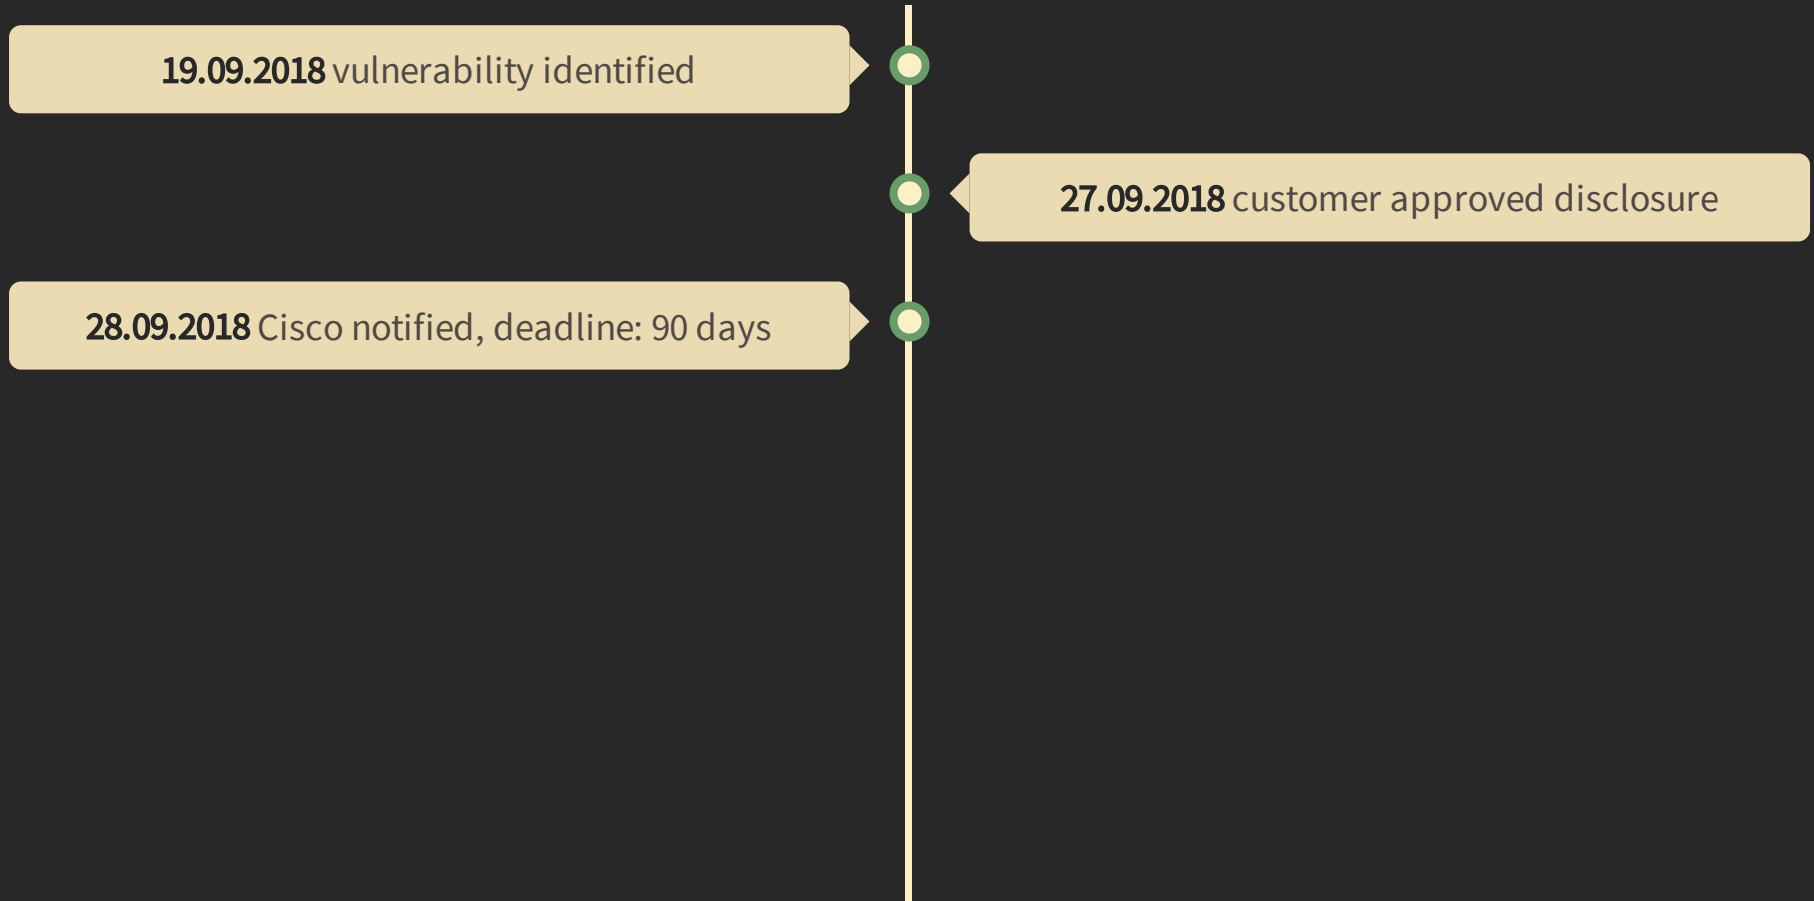 19.09.2018 vulnerability identified
27.09.2018 customer approved disclosure
28.09.2018 Cisco notified, deadline: 90 days